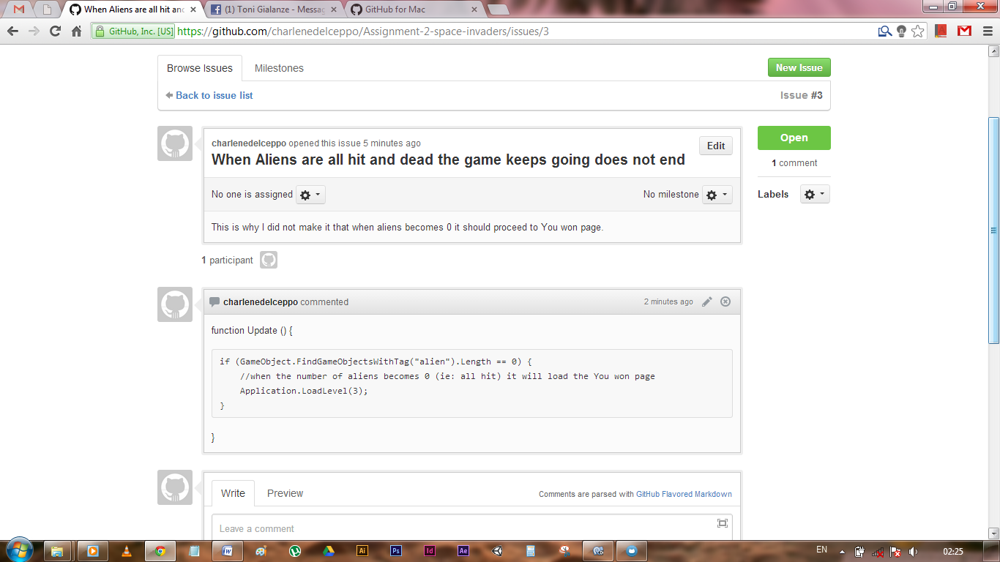 When Aliens are all hit and
(1) Toni Gialanze - Messag
GitHub for Mac
GitHub, Inc. [US] https://github.com/charlenedelceppo/Assignment-2-space-invaders/issues/3
Browse Issues Milestones New Issue
Back to issue list Issue #3
charlenedelceppo opened this issue 5 minutes ago
When Aliens are all hit and dead the game keeps going does not end
Edit
Open
1 comment
No one is assigned No milestone
Labels
This is why I did not make it that when aliens becomes 0 it should proceed to You won page.
1 participant
charlenedelceppo commented 2 minutes ago
function Update () {
if (GameObject.FindGameObjectsWithTag("alien").Length == 0) {
//when the number of aliens becomes 0 (ie: all hit) it will load the You won page
Application.LoadLevel(3);
}
}
Write Preview Comments are parsed with GitHub Flavored Markdown
Leave a comment
Ai Ps Id Ae EN 02:25